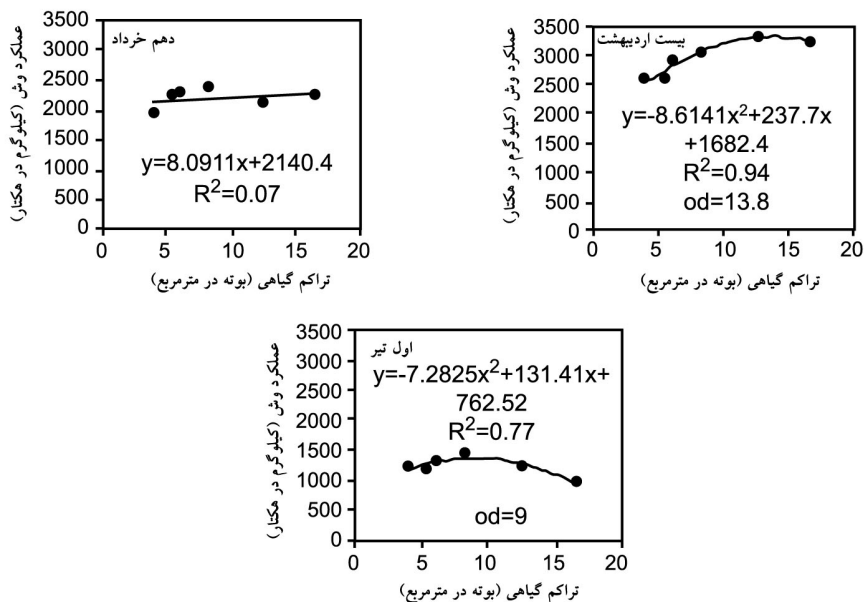 دهم خرداد
عملکرد وش (کیلوگرم در هکتار)
3500
3000
2500
2000
1500
1000
500
0
y=8.0911x+2140.4
R²=0.07
0 5 10 15 20
تراکم گیاهی (بوته در مترمربع)
بیست اردیبهشت
عملکرد وش (کیلوگرم در هکتار)
3500
3000
2500
2000
1500
1000
500
0
y=-8.6141x²+237.7x
+1682.4
R²=0.94
od=13.8
0 5 10 15 20
تراکم گیاهی (بوته در مترمربع)
اول تیر
عملکرد وش (کیلوگرم در هکتار)
3500
3000
2500
2000
1500
1000
500
0
y=-7.2825x²+131.41x+
762.52
R²=0.77
od=9
0 5 10 15 20
تراکم گیاهی (بوته در مترمربع)